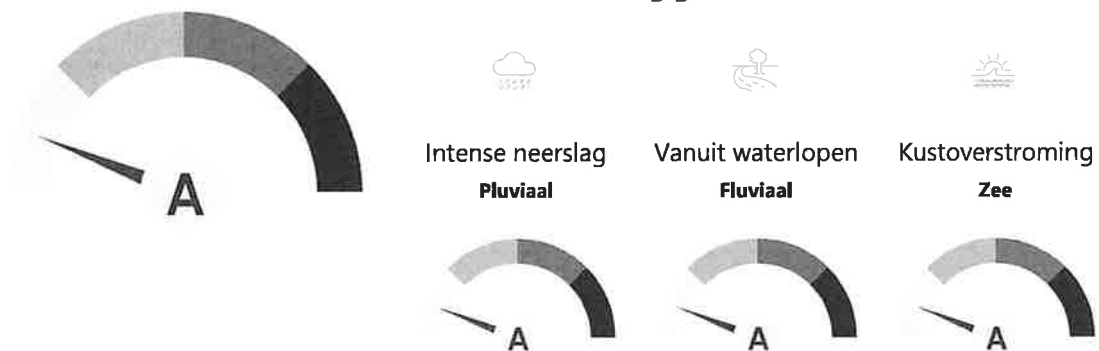 A
Intense neerslag
Pluviaal
A
Vanuit waterlopen
Fluviaal
A
Kustoverstroming
Zee
A